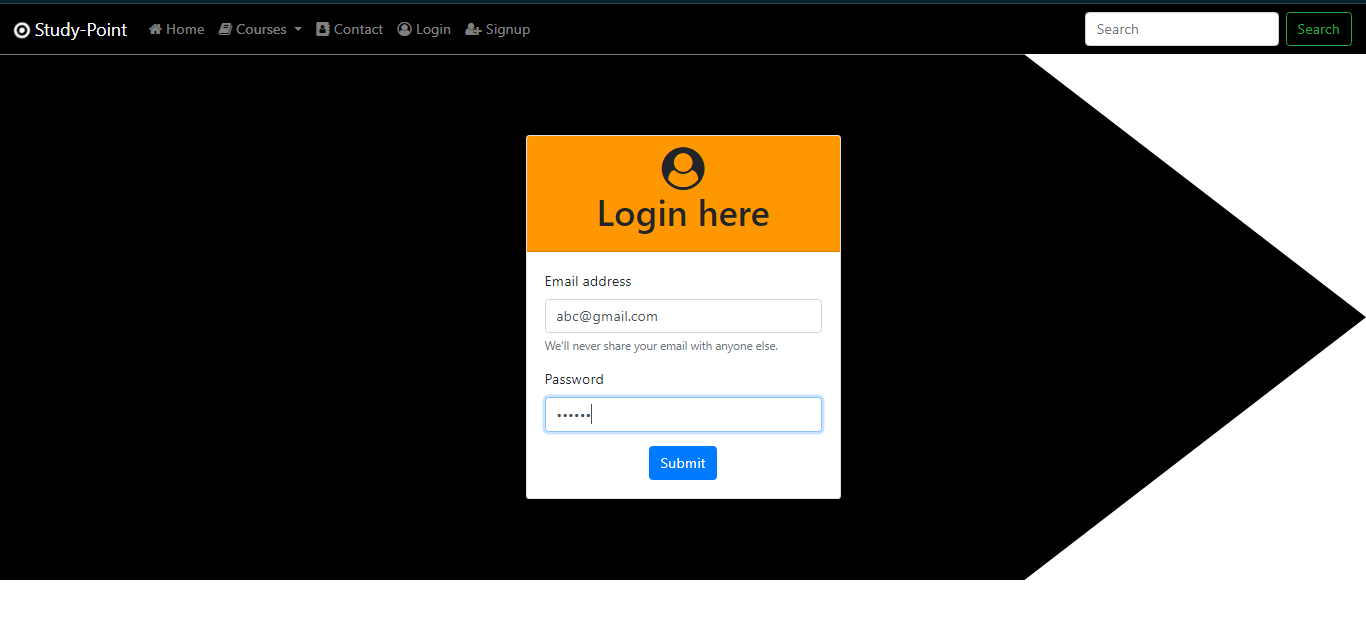 Study-Point Home Courses Contact Login Signup Search Search
Login here
Email address
abc@gmail.com
We'll never share your email with anyone else.
Password
••••••
Submit